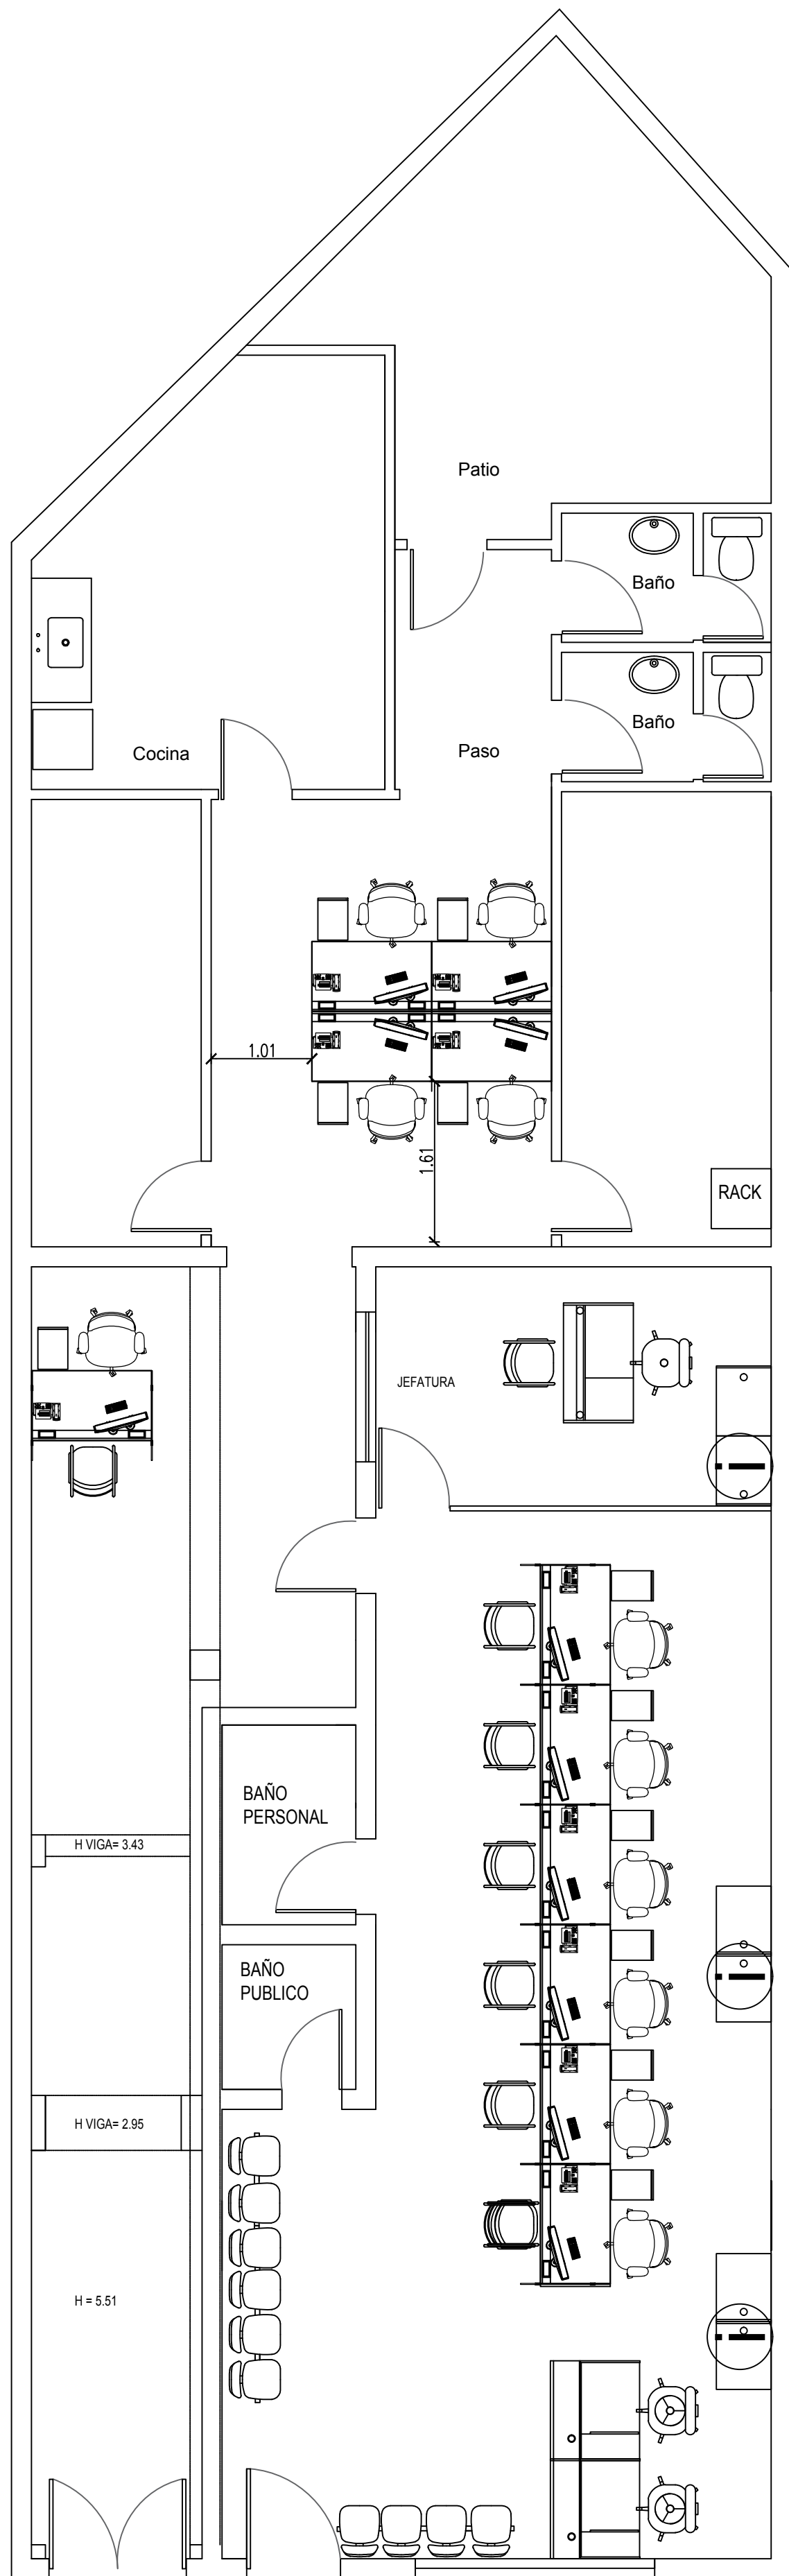 Patio
Baño
Baño
Cocina
Paso
1.01
1.61
RACK
JEFATURA
BAÑO
PERSONAL
H VIGA= 3.43
BAÑO
PUBLICO
H VIGA= 2.95
H = 5.51